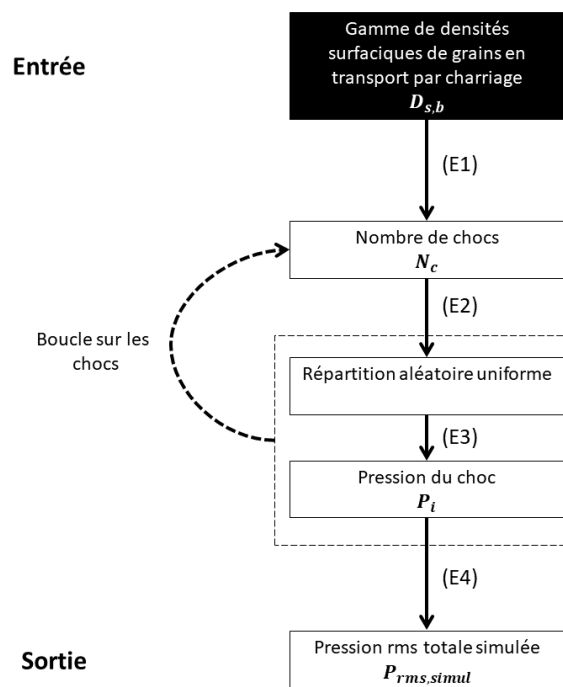 Entrée
Gamme de densités
surfaciques de grains en
transport par charriage
D_{s,b}
(E1)
Nombre de chocs
N_c
(E2)
Boucle sur les
chocs
Répartition aléatoire uniforme
(E3)
Pression du choc
P_i
(E4)
Sortie
Pression rms totale simulée
P_{rms,simul}